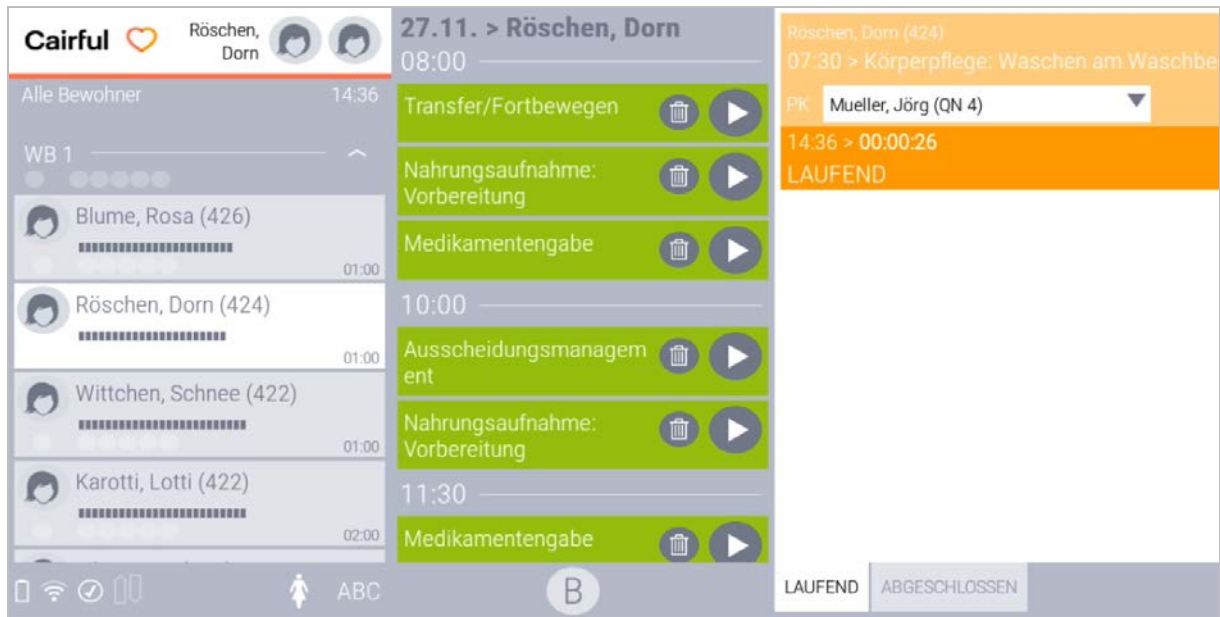 Cairful
Röschen,
Dorn
Alle Bewohner 14:36
WB 1
Blume, Rosa (426)
01:00
Röschen, Dorn (424)
01:00
Wittchen, Schnee (422)
01:00
Karotti, Lotti (422)
02:00
ABC
27.11. > Röschen, Dorn
08:00
Transfer/Fortbewegen
Nahrungsaufnahme:
Vorbereitung
Medikamentengabe
10:00
Ausscheidungsmanagem
ent
Nahrungsaufnahme:
Vorbereitung
11:30
Medikamentengabe
B
Röschen, Dorn (424)
07:30 > Körperpflege: Waschen am Waschbe
PK Mueller, Jörg (QN 4)
14:36 > 00:00:26
LAUFEND
LAUFEND ABGESCHLOSSEN